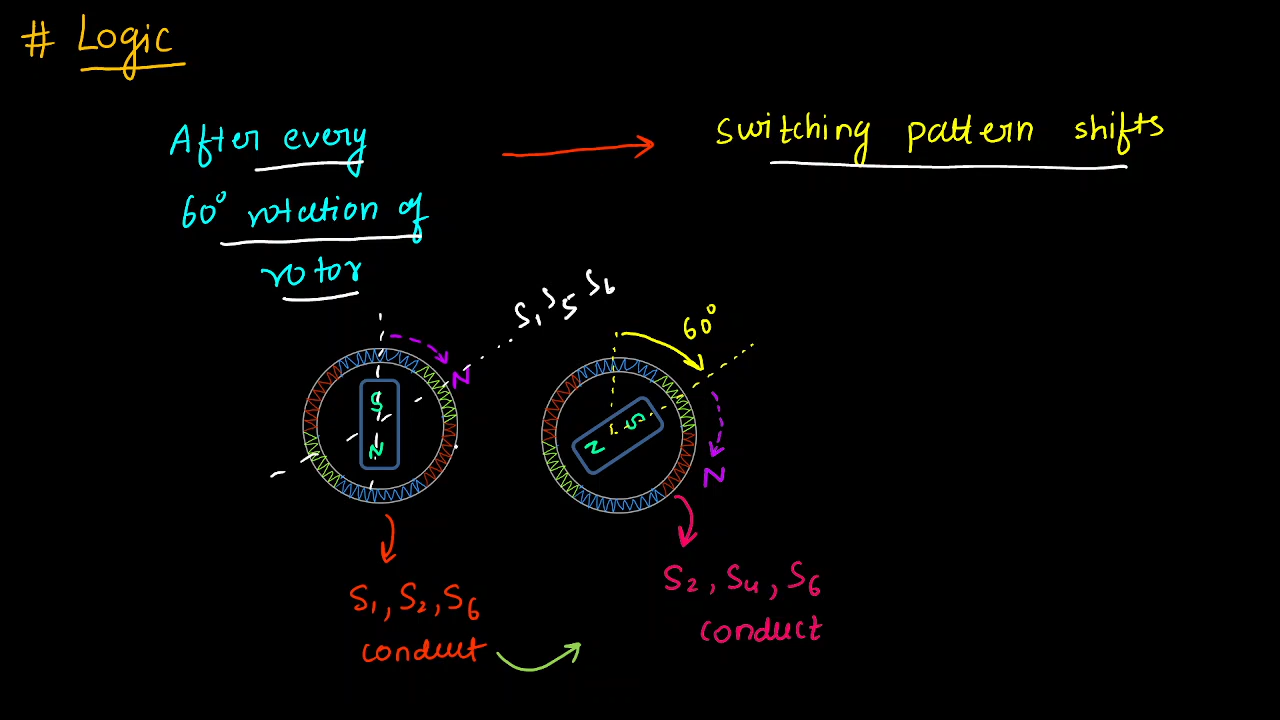 # Logic
After every
60° rotation of
rotor
switching pattern shifts
S1 S5 S6
N
S
N
60°
S
N
N
S1, S2, S6
conduct
S2, S4, S6
conduct